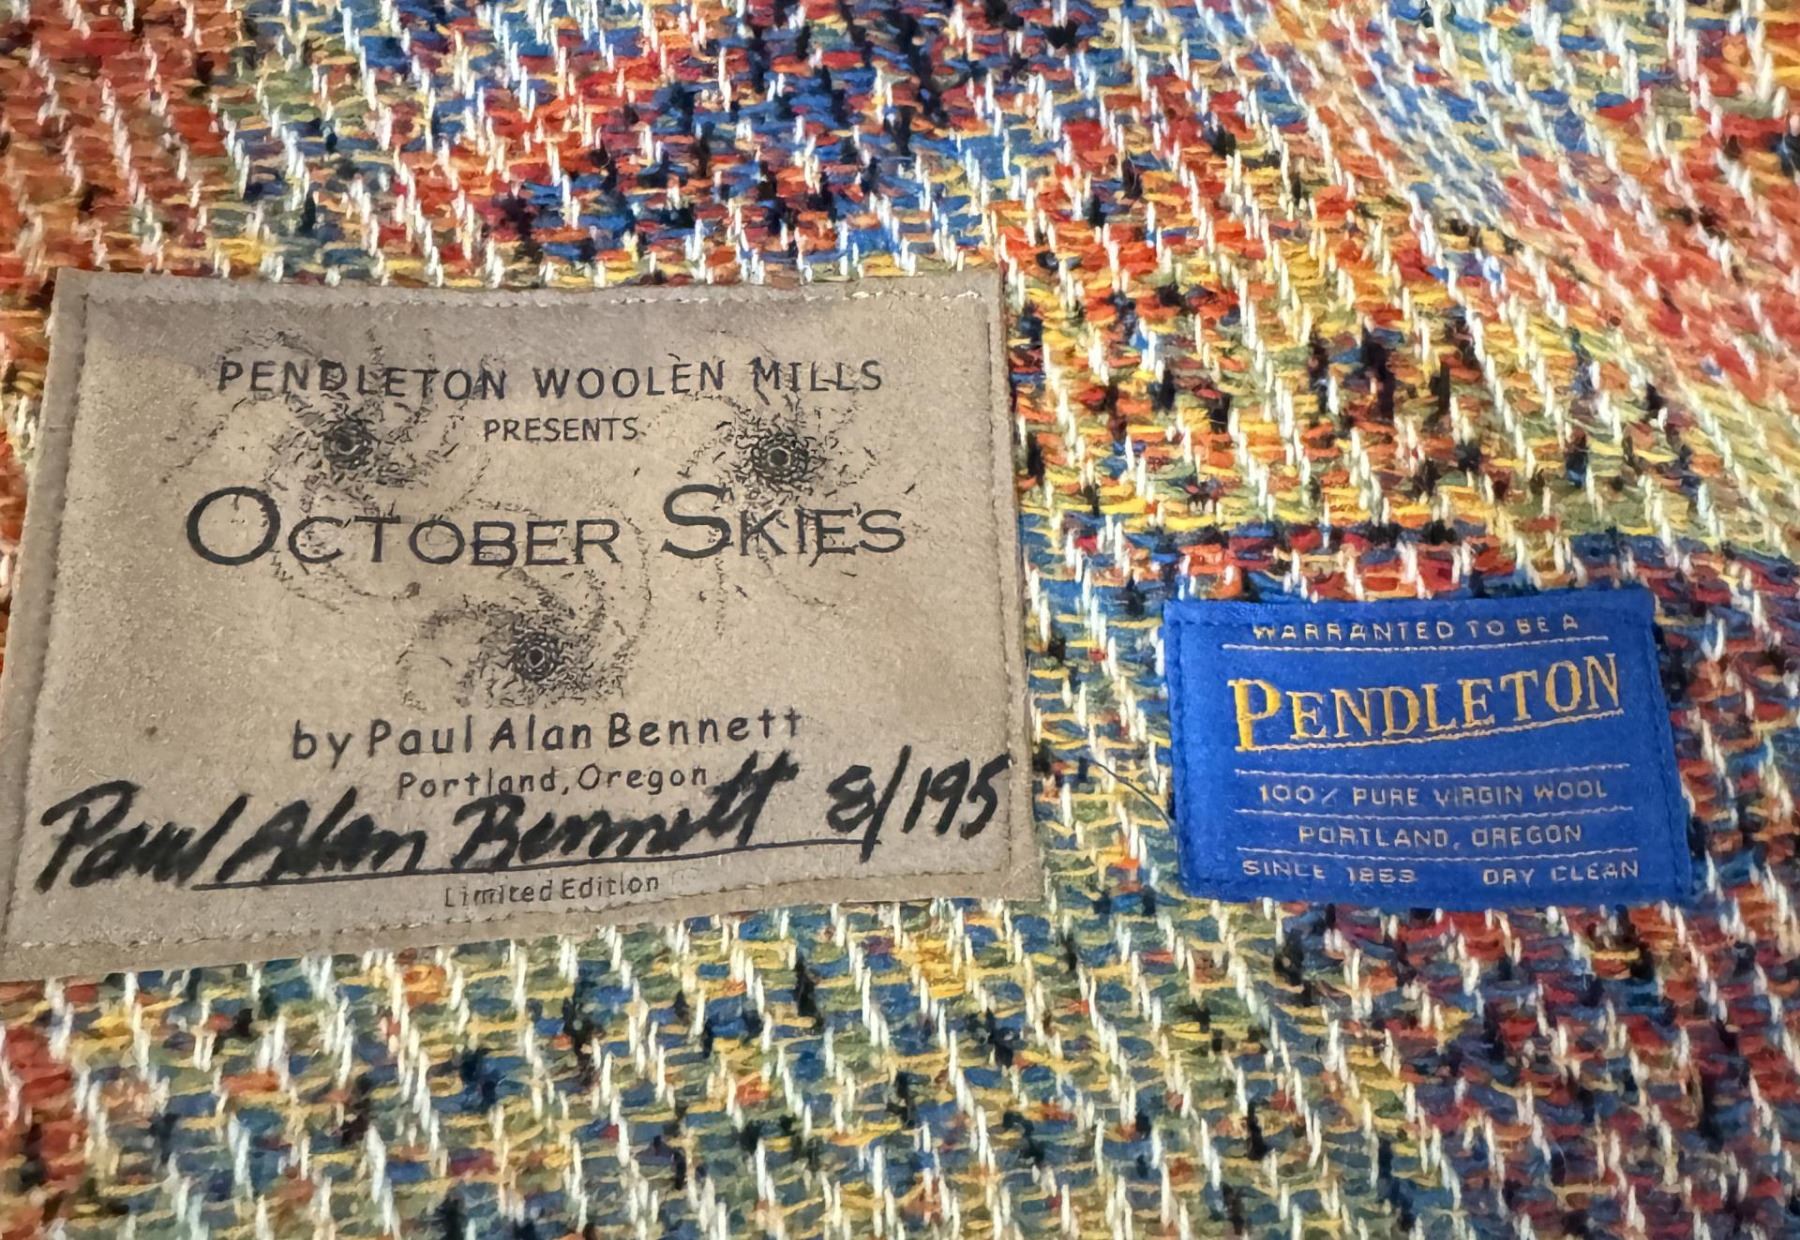 PENDLETON WOOLEN MILLS
PRESENTS
OCTOBER SKIES
by Paul Alan Bennett
Portland, Oregon
Paul Alan Bennett 8/195
Limited Edition
WARRANTED TO BE A
PENDLETON
100% PURE VIRGIN WOOL
PORTLAND, OREGON
SINCE 1863 DRY CLEAN